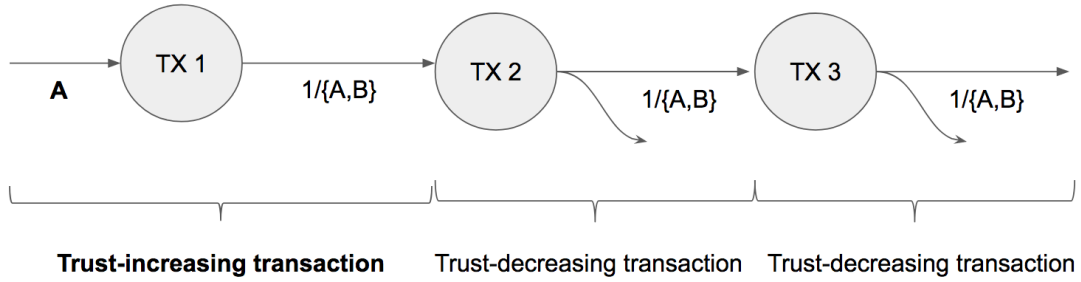 TX 1
TX 2
TX 3
A
1/{A,B}
1/{A,B}
1/{A,B}
Trust-increasing transaction
Trust-decreasing transaction
Trust-decreasing transaction